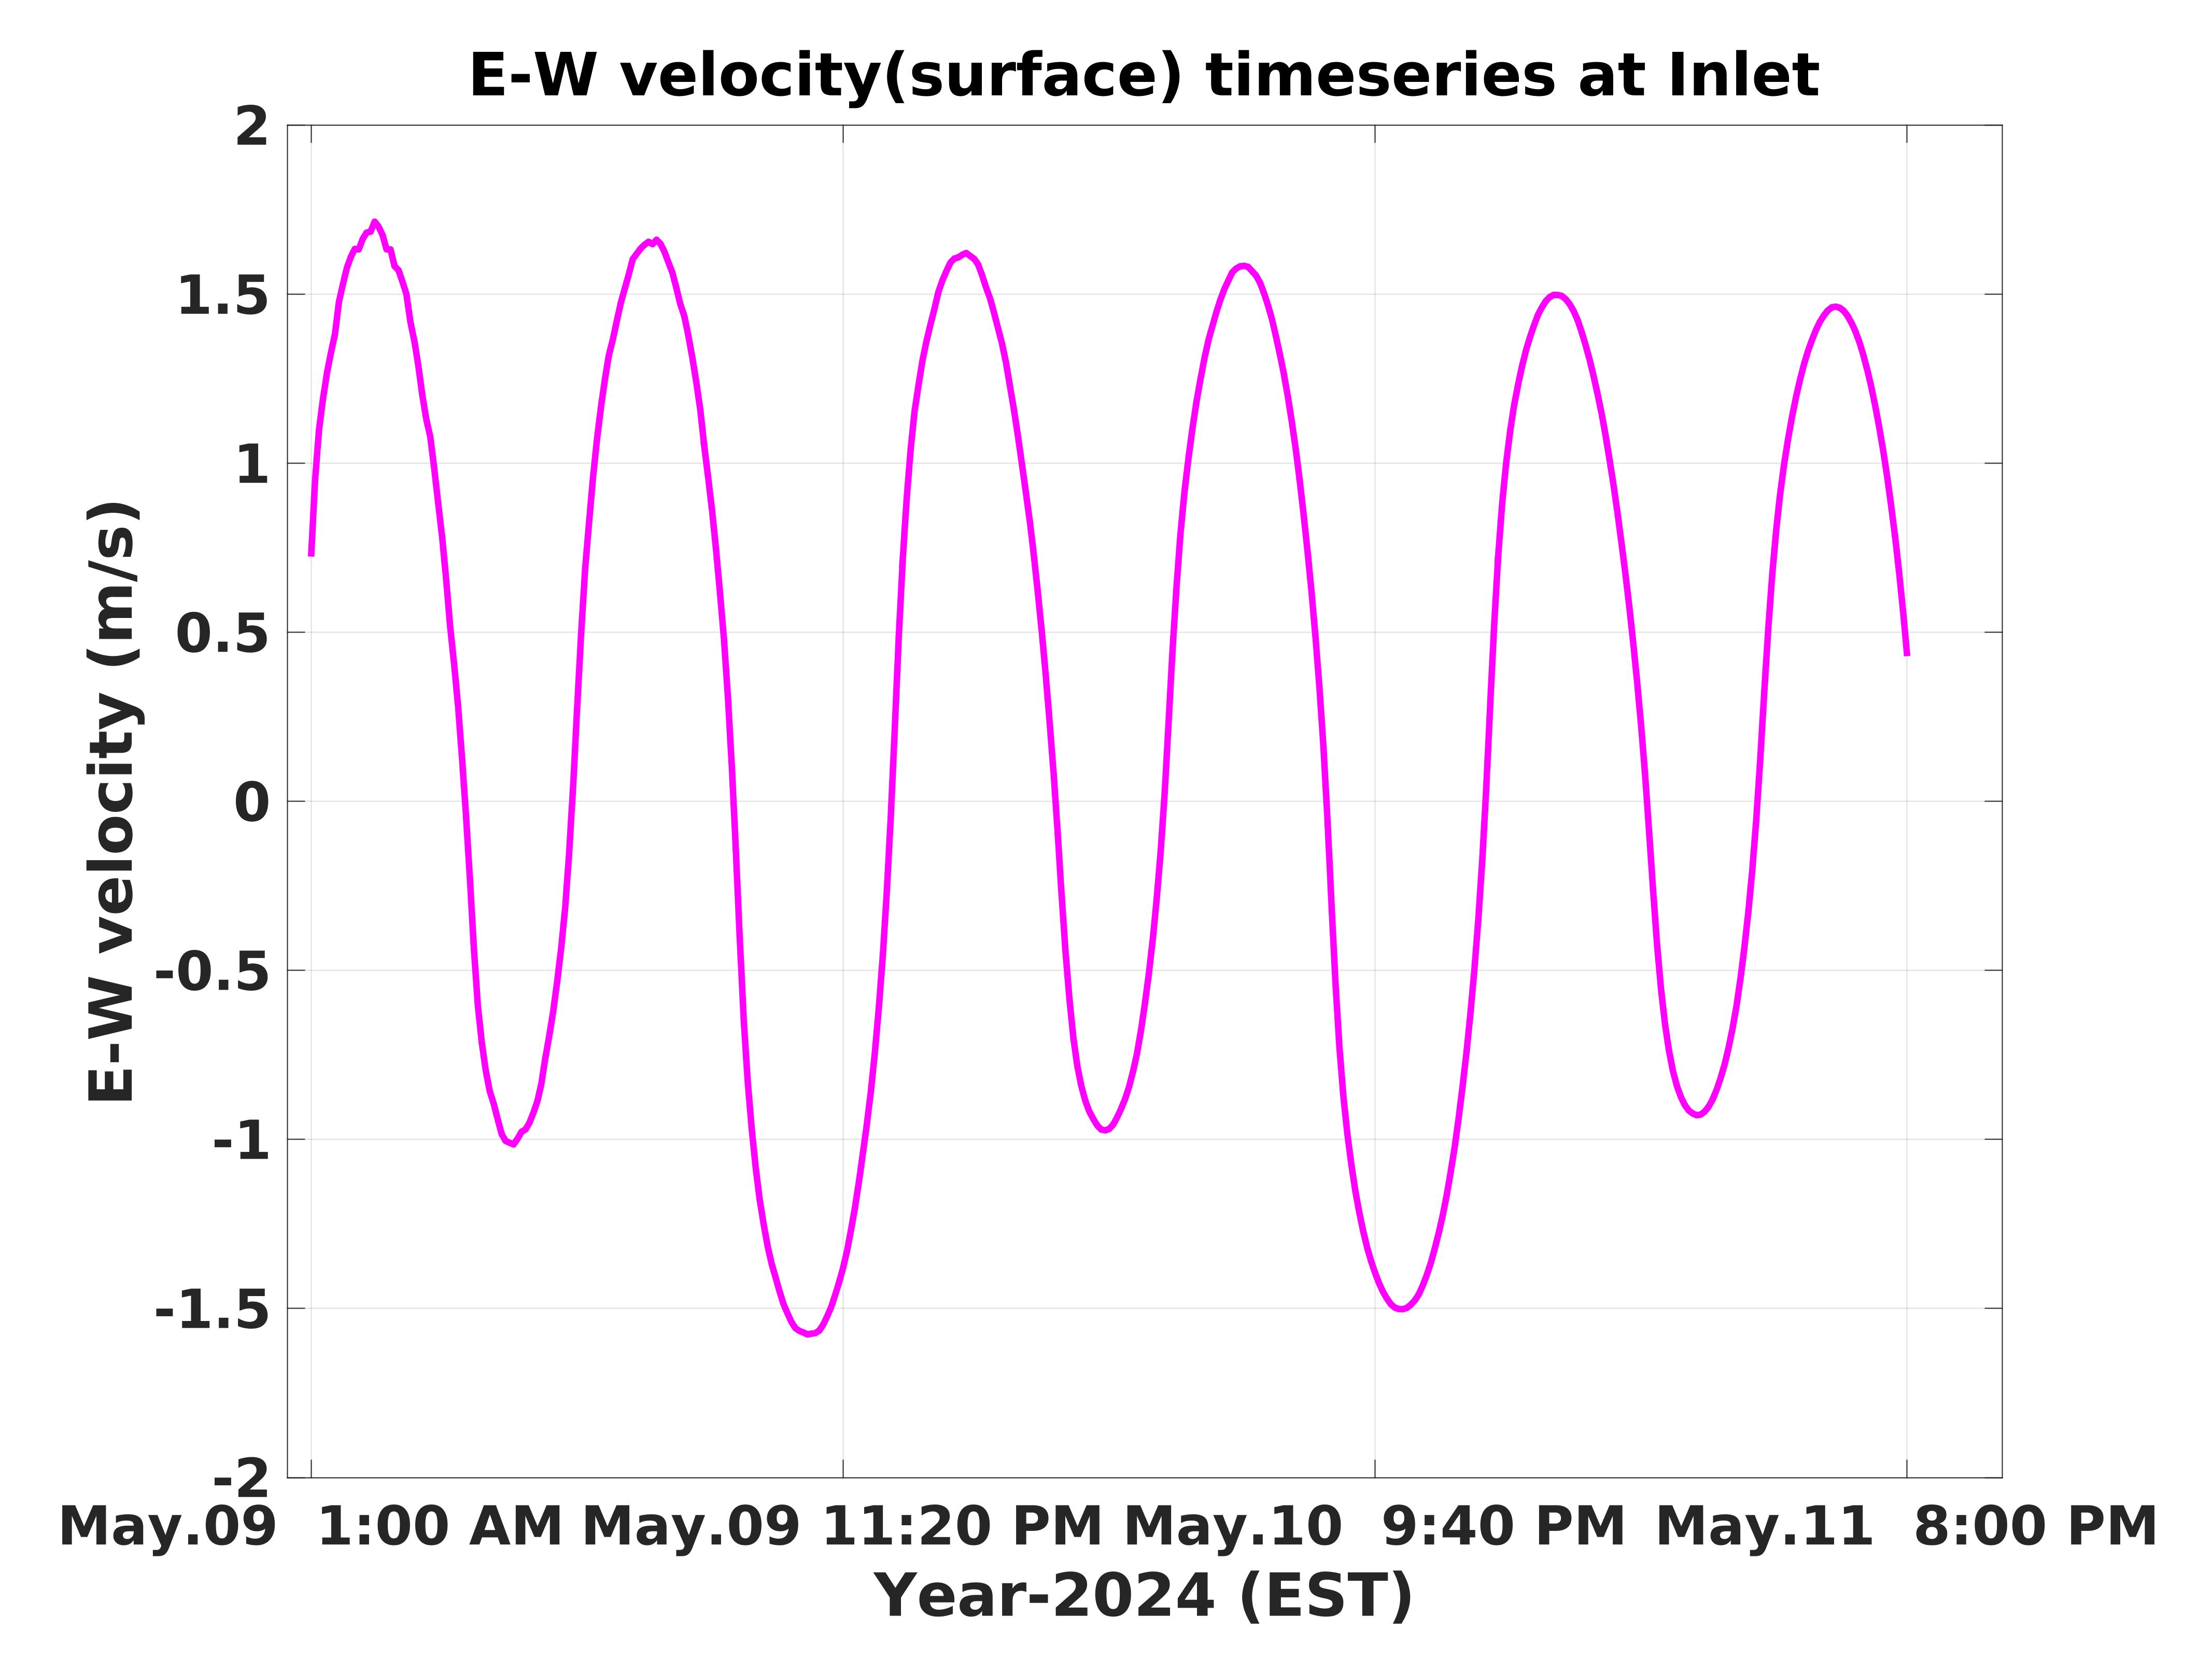 E-W velocity(surface) timeseries at Inlet
E-W velocity (m/s)
2
1.5
1
0.5
0
-0.5
-1
-1.5
-2
May.09 1:00 AM May.09 11:20 PM May.10 9:40 PM May.11 8:00 PM
Year-2024 (EST)